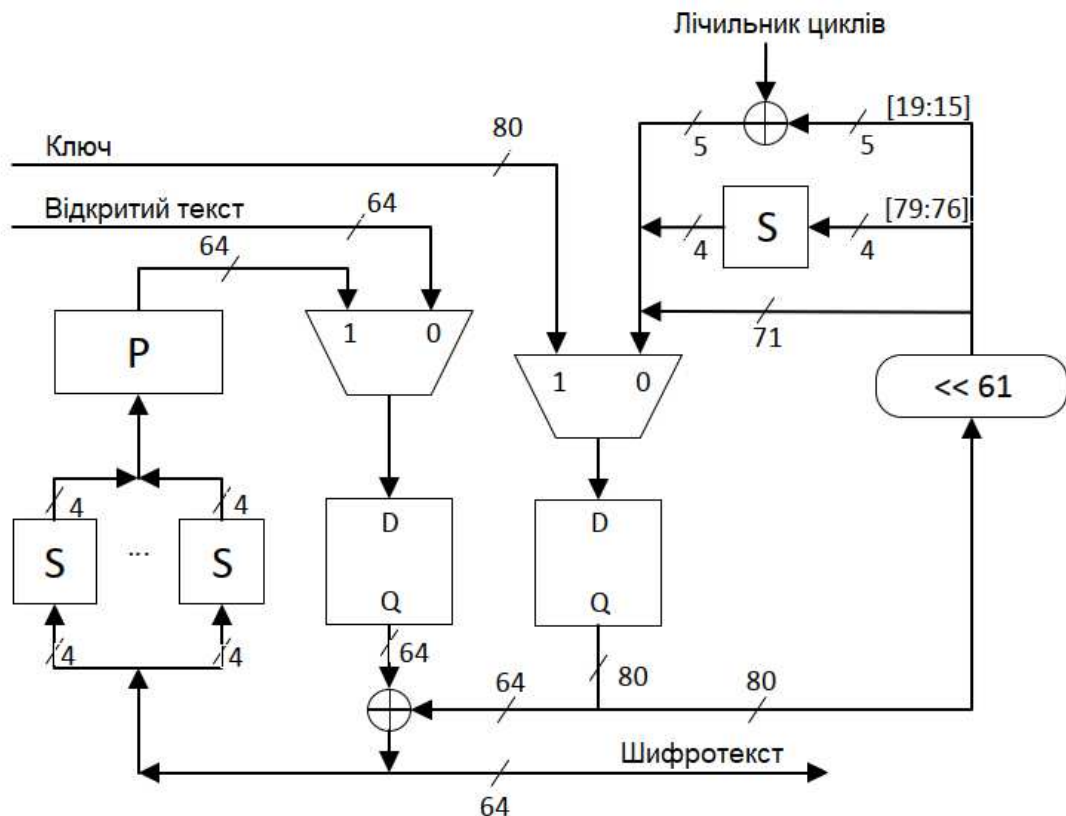 Лічильник циклів
[19:15]
80
5
5
Ключ
Відкритий текст
64
[79:76]
S
64
4
4
71
1
0
P
1
0
<< 61
4
4
D
D
S
...
S
Q
Q
4
4
64
80
64
80
Шифротекст
64